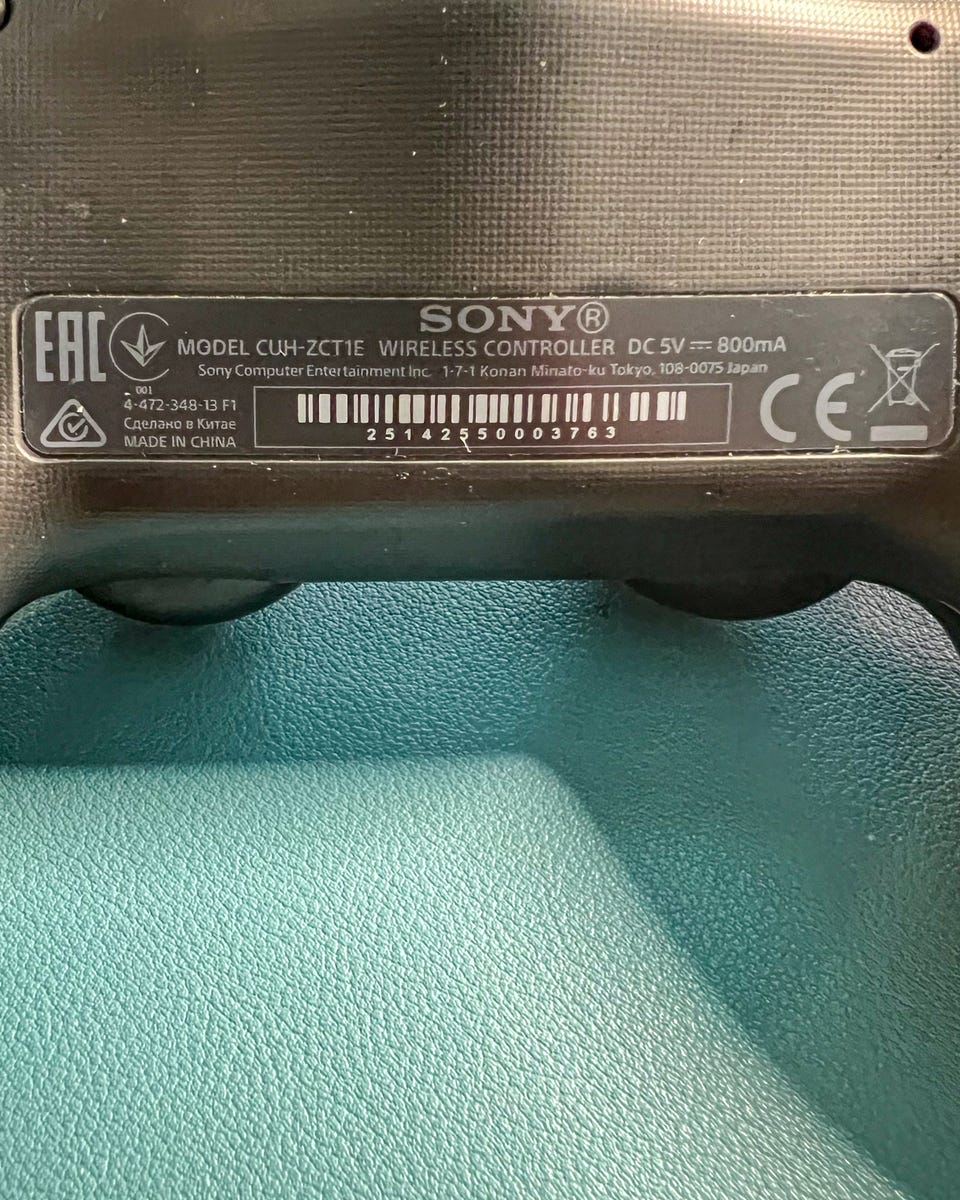 SONY®
EAC
MODEL CUH-ZCT1E WIRELESS CONTROLLER DC 5V ⎓ 800mA
Sony Computer Entertainment Inc. 1-7-1 Konan Minato-ku Tokyo, 108-0075 Japan
001
4-472-348-13 F1
Сделано в Китае
MADE IN CHINA
25142550003763
CE